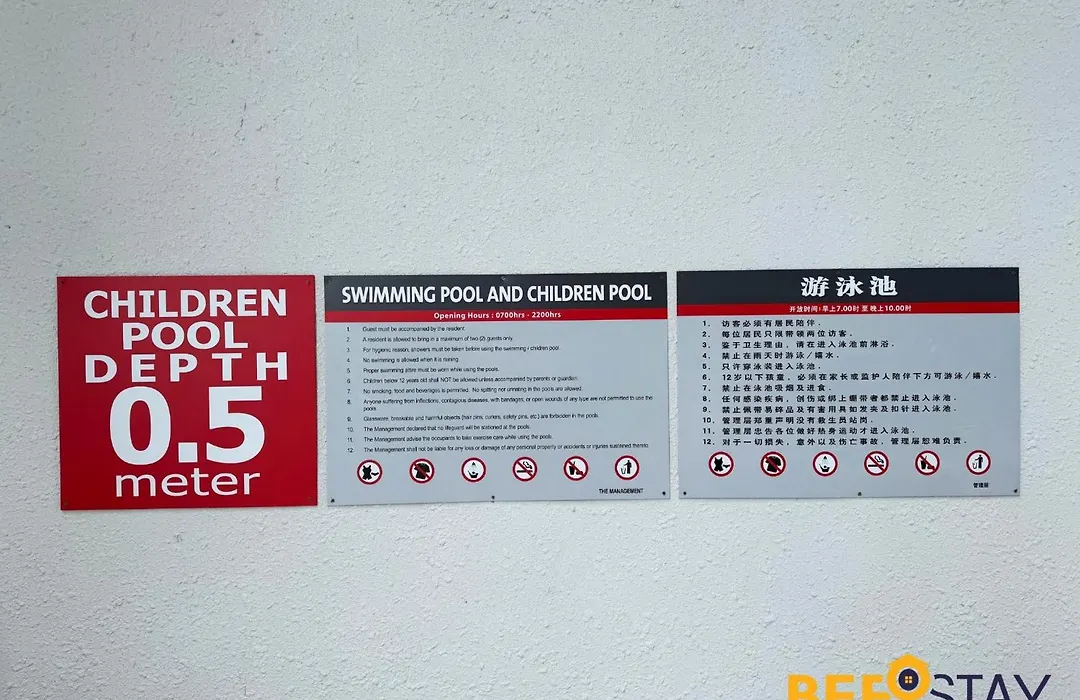 CHILDREN
POOL
DEPTH
0.5
meter
SWIMMING POOL AND CHILDREN POOL
Opening Hours : 0700hrs - 2200hrs
1. Guest must be accompanied by the resident
2. A resident is allowed to bring in a maximum of two (2) guests only.
3. For hygienic reason, showers must be taken before using the swimming / children pool.
4. No swimming is allowed when it is raining.
5. Proper swimming attire must be worn while using the pools.
6. Children below 12 years old shall NOT be allowed unless accompanied by parents or guardian.
7. No smoking, food and beverages is permitted. No spitting nor urinating in the pools are allowed.
8. Anyone suffering from infections, contagious diseases, with bandages, or open wounds of any type are not permitted to use the
pools.
9. Glassware, breakable and harmful objects (hair pins, curlers, safety pins, etc.) are forbidden in the pools.
10. The Management declared that no lifeguard will be stationed at the pools.
11. The Management advise the occupants to take exercise care while using the pools.
12. The Management shall not be liable for any loss or damage of any personal property or accidents or injuries sustained thereto.
THE MANAGEMENT
游泳池
开放时间：早上7.00时 至 晚上10.00时
1. 访客必须有居民陪伴．
2. 每位居民只限带领两位访客．
3. 鉴于卫生理由，请在进入泳池前淋浴．
4. 禁止在雨天时游泳／嬉水．
5. 只许穿泳装进入泳池．
6. 12岁以下孩童，必须在家长或监护人陪伴下方可游泳／嬉水．
7. 禁止在泳池吸烟及进食．
8. 任何感染疾病，创伤或绑上绷带者都禁止进入泳池．
9. 禁止佩带易碎品及有害用具如发夹及扣针进入泳池．
10. 管理层郑重声明没有救生员站岗．
11. 管理层忠告各位做好热身运动才进入泳池．
12. 对于一切损失，意外以及伤亡事故，管理层恕难负责．
管理层
BEE STAY